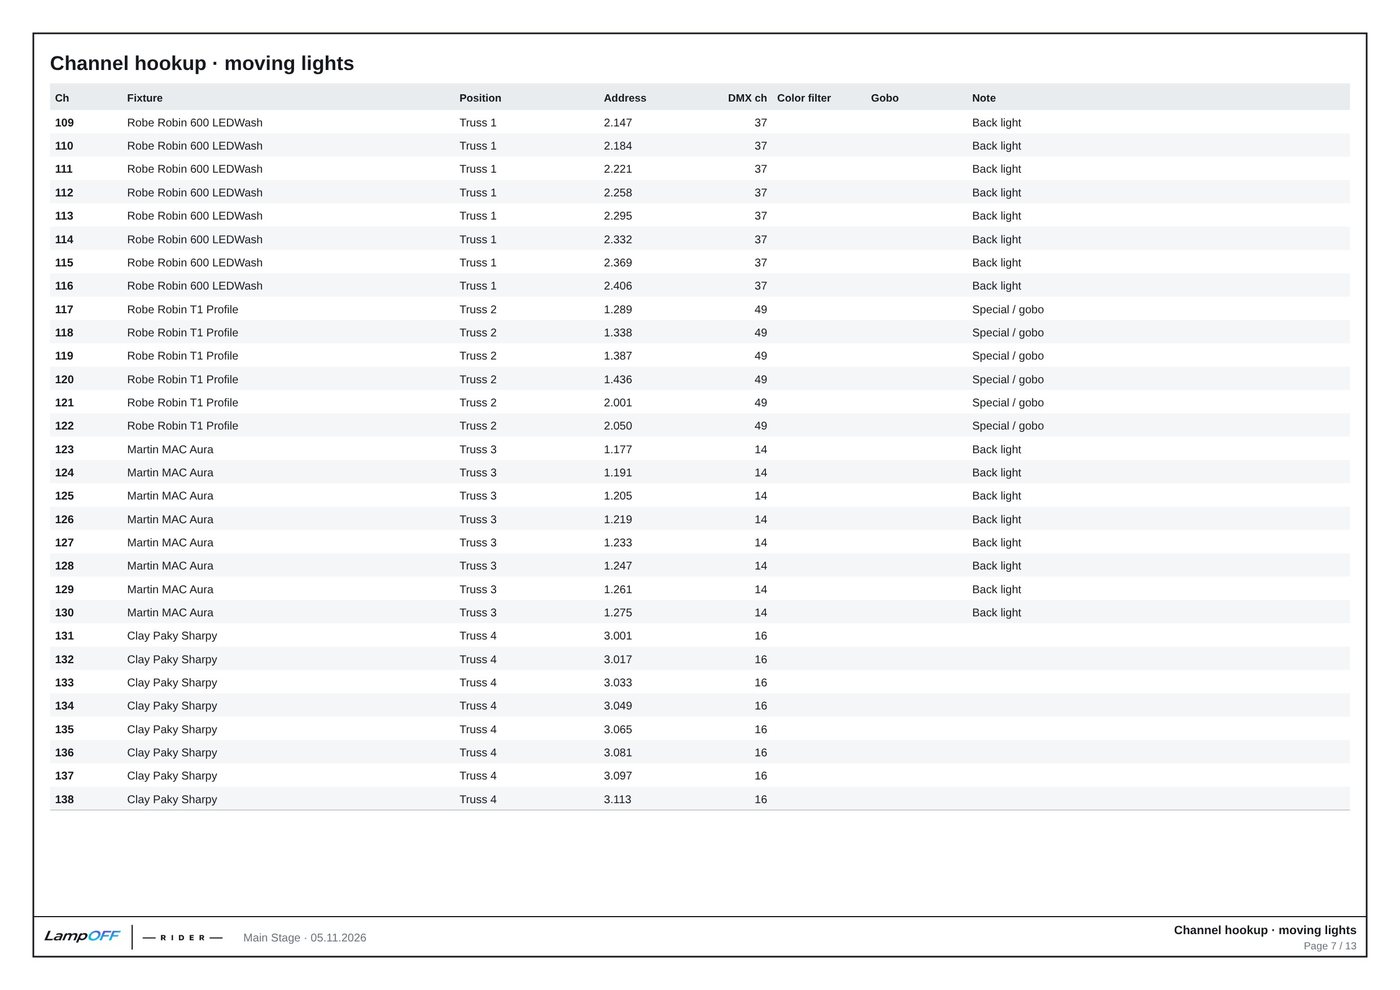 Channel hookup · moving lights
Ch Fixture Position Address DMX ch Color filter Gobo Note
109 Robe Robin 600 LEDWash Truss 1 2.147 37 Back light
110 Robe Robin 600 LEDWash Truss 1 2.184 37 Back light
111 Robe Robin 600 LEDWash Truss 1 2.221 37 Back light
112 Robe Robin 600 LEDWash Truss 1 2.258 37 Back light
113 Robe Robin 600 LEDWash Truss 1 2.295 37 Back light
114 Robe Robin 600 LEDWash Truss 1 2.332 37 Back light
115 Robe Robin 600 LEDWash Truss 1 2.369 37 Back light
116 Robe Robin 600 LEDWash Truss 1 2.406 37 Back light
117 Robe Robin T1 Profile Truss 2 1.289 49 Special / gobo
118 Robe Robin T1 Profile Truss 2 1.338 49 Special / gobo
119 Robe Robin T1 Profile Truss 2 1.387 49 Special / gobo
120 Robe Robin T1 Profile Truss 2 1.436 49 Special / gobo
121 Robe Robin T1 Profile Truss 2 2.001 49 Special / gobo
122 Robe Robin T1 Profile Truss 2 2.050 49 Special / gobo
123 Martin MAC Aura Truss 3 1.177 14 Back light
124 Martin MAC Aura Truss 3 1.191 14 Back light
125 Martin MAC Aura Truss 3 1.205 14 Back light
126 Martin MAC Aura Truss 3 1.219 14 Back light
127 Martin MAC Aura Truss 3 1.233 14 Back light
128 Martin MAC Aura Truss 3 1.247 14 Back light
129 Martin MAC Aura Truss 3 1.261 14 Back light
130 Martin MAC Aura Truss 3 1.275 14 Back light
131 Clay Paky Sharpy Truss 4 3.001 16
132 Clay Paky Sharpy Truss 4 3.017 16
133 Clay Paky Sharpy Truss 4 3.033 16
134 Clay Paky Sharpy Truss 4 3.049 16
135 Clay Paky Sharpy Truss 4 3.065 16
136 Clay Paky Sharpy Truss 4 3.081 16
137 Clay Paky Sharpy Truss 4 3.097 16
138 Clay Paky Sharpy Truss 4 3.113 16
LampOFF RIDER Main Stage · 05.11.2026
Channel hookup · moving lights
Page 7 / 13